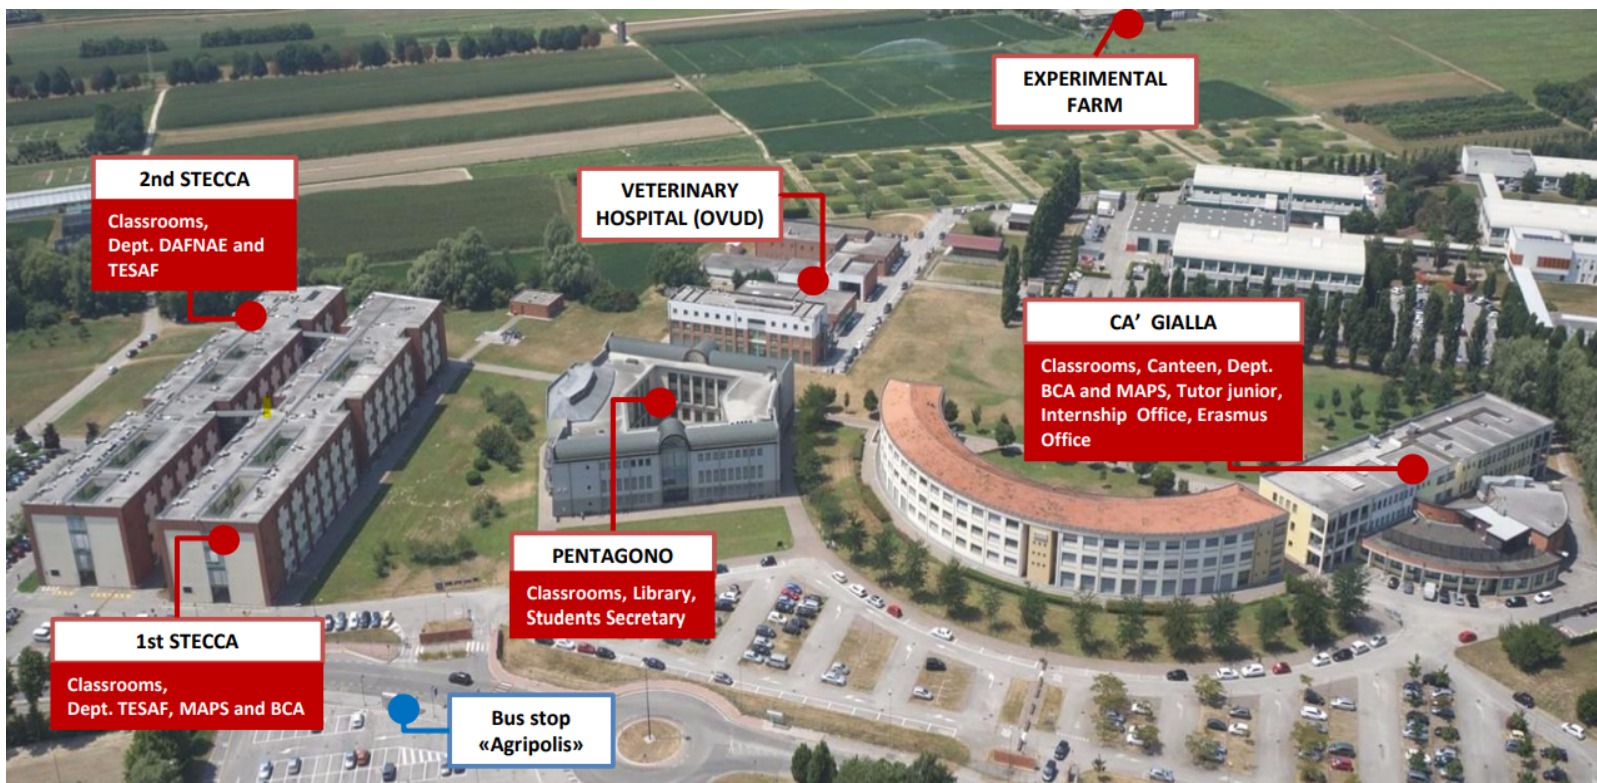 EXPERIMENTAL
FARM
2nd STECCA
Classrooms,
Dept. DAFNAE and
TESAF
VETERINARY
HOSPITAL (OVUD)
CA’ GIALLA
Classrooms, Canteen, Dept.
BCA and MAPS, Tutor junior,
Internship Office, Erasmus
Office
PENTAGONO
Classrooms, Library,
Students Secretary
1st STECCA
Classrooms,
Dept. TESAF, MAPS and BCA
Bus stop
«Agripolis»